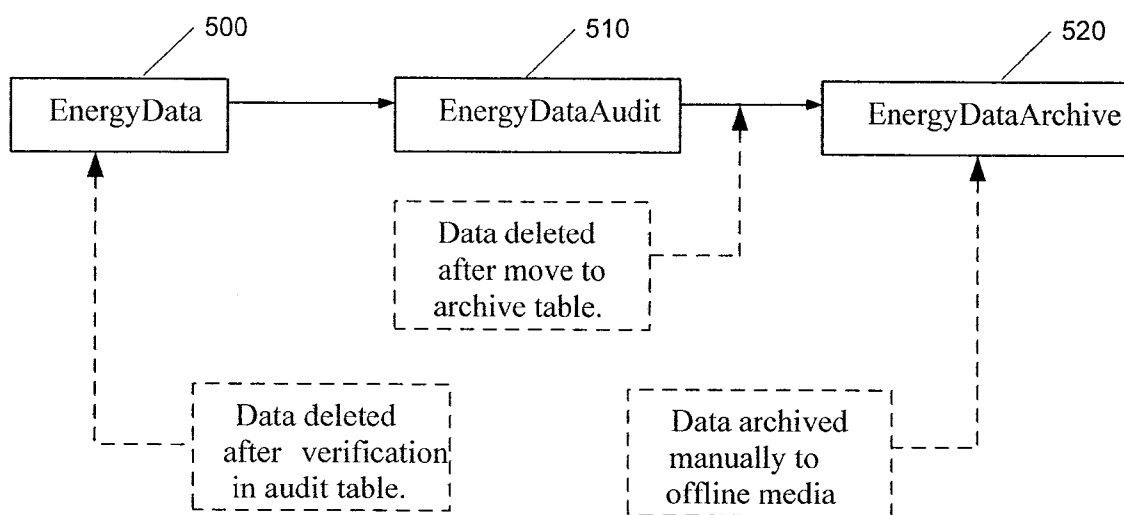 500
510
520
EnergyData
EnergyDataAudit
EnergyDataArchive
Data deleted
after move to
archive table.
Data deleted
after verification
in audit table.
Data archived
manually to
offline media